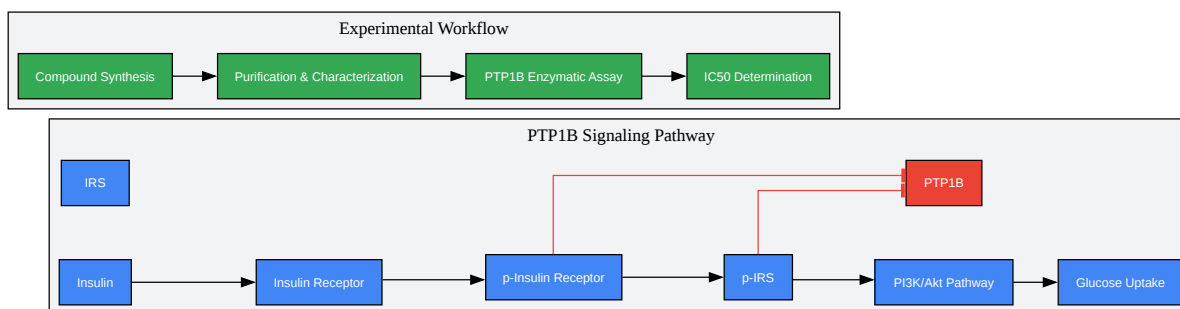 Experimental Workflow
Compound Synthesis
Purification & Characterization
PTP1B Enzymatic Assay
IC50 Determination
PTP1B Signaling Pathway
IRS
PTP1B
Insulin
Insulin Receptor
p-Insulin Receptor
p-IRS
PI3K/Akt Pathway
Glucose Uptake